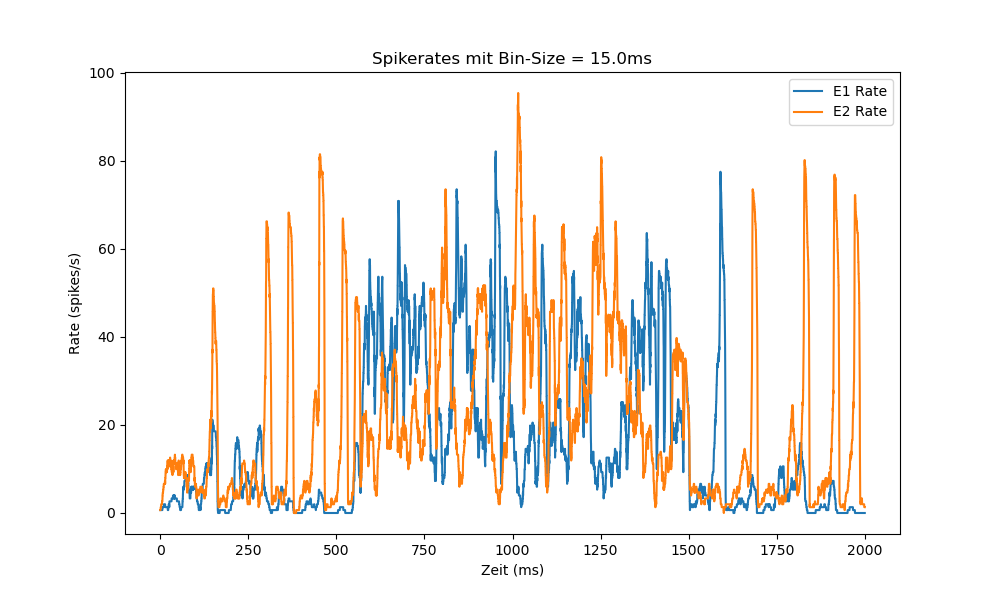 Spikerates mit Bin-Size = 15.0ms
E1 Rate
E2 Rate
Rate (spikes/s)
100
80
60
40
20
0
0 250 500 750 1000 1250 1500 1750 2000
Zeit (ms)